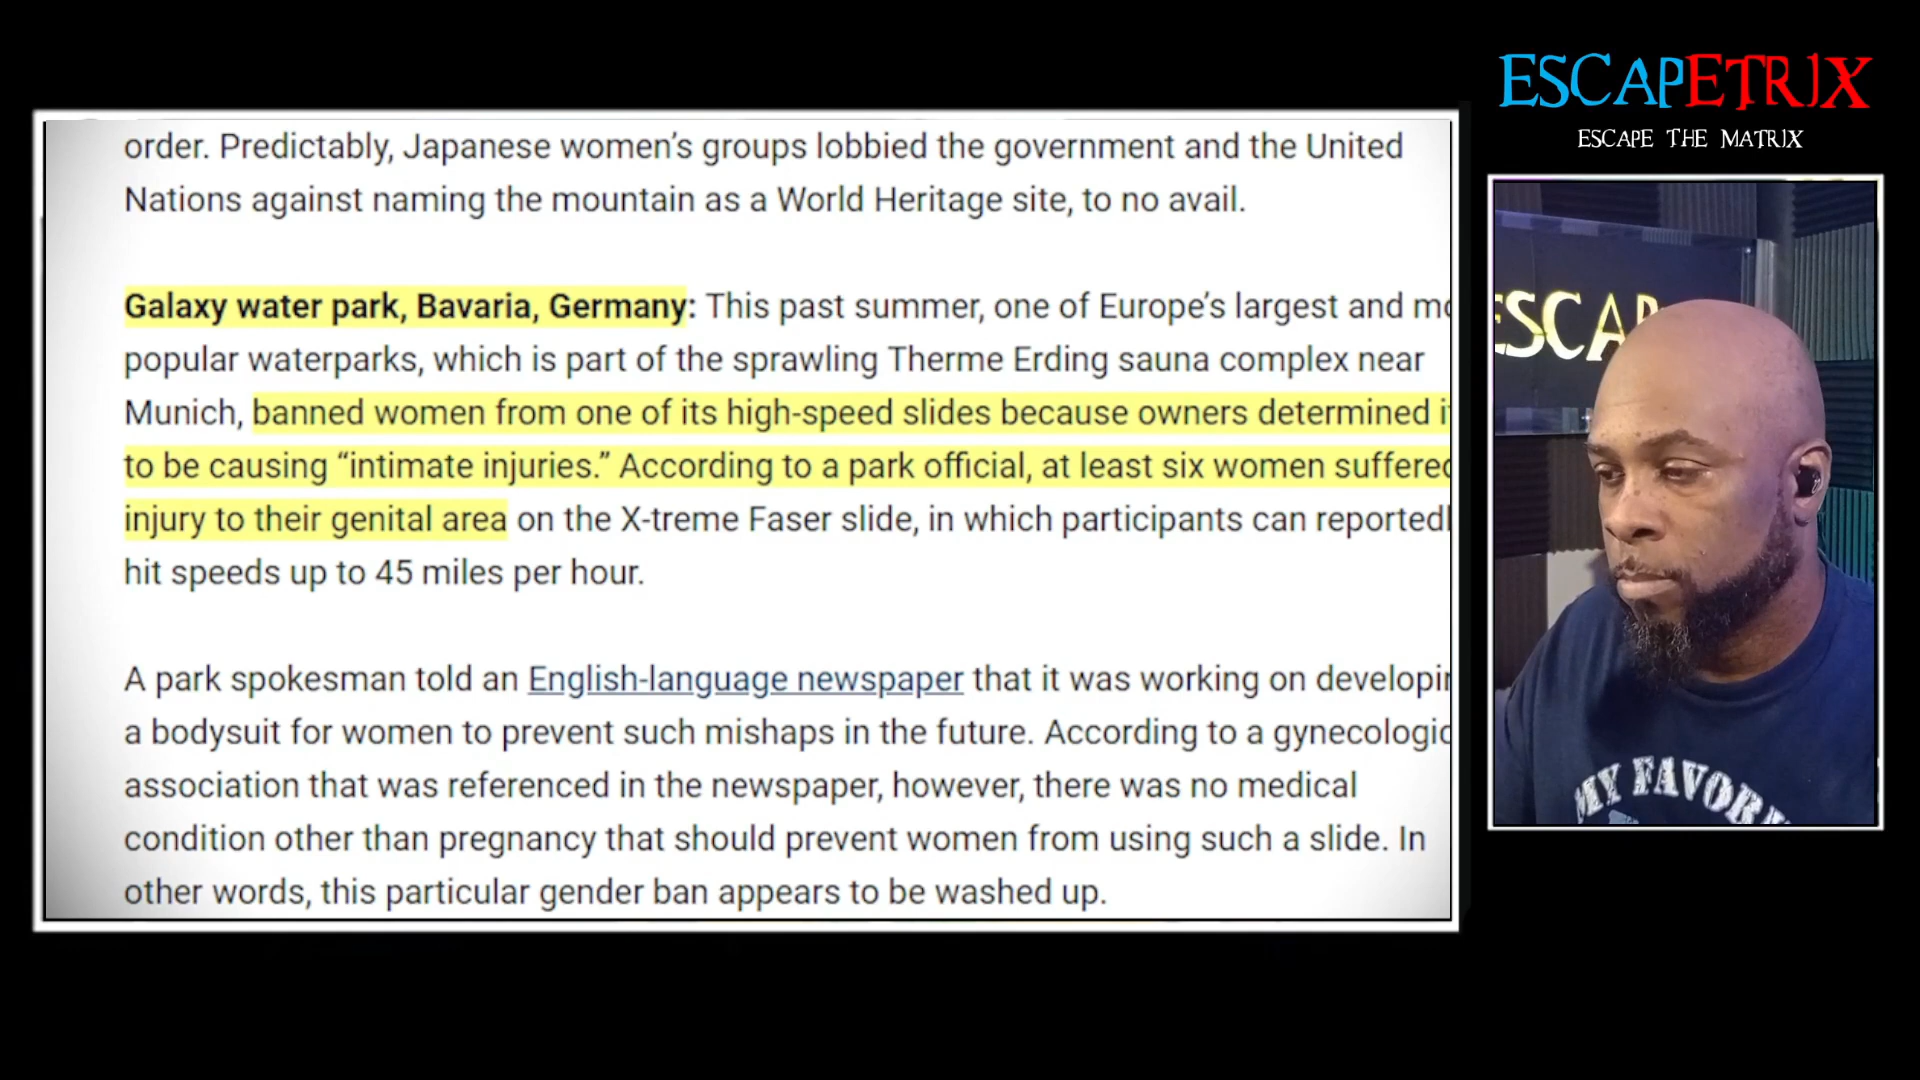 order. Predictably, Japanese women’s groups lobbied the government and the United
Nations against naming the mountain as a World Heritage site, to no avail.
Galaxy water park, Bavaria, Germany: This past summer, one of Europe’s largest and
popular waterparks, which is part of the sprawling Therme Erding sauna complex near
Munich, banned women from one of its high-speed slides because owners determined
to be causing “intimate injuries.” According to a park official, at least six women suffered
injury to their genital area on the X-treme Faser slide, in which participants can
hit speeds up to 45 miles per hour.
A park spokesman told an English-language newspaper that it was working on
a bodysuit for women to prevent such mishaps in the future. According to a
association that was referenced in the newspaper, however, there was no medical
condition other than pregnancy that should prevent women from using such a slide. In
other words, this particular gender ban appears to be washed up.
ESCAPETRIX
ESCAPE THE MATRIX
ESCAP
MY FAVOR